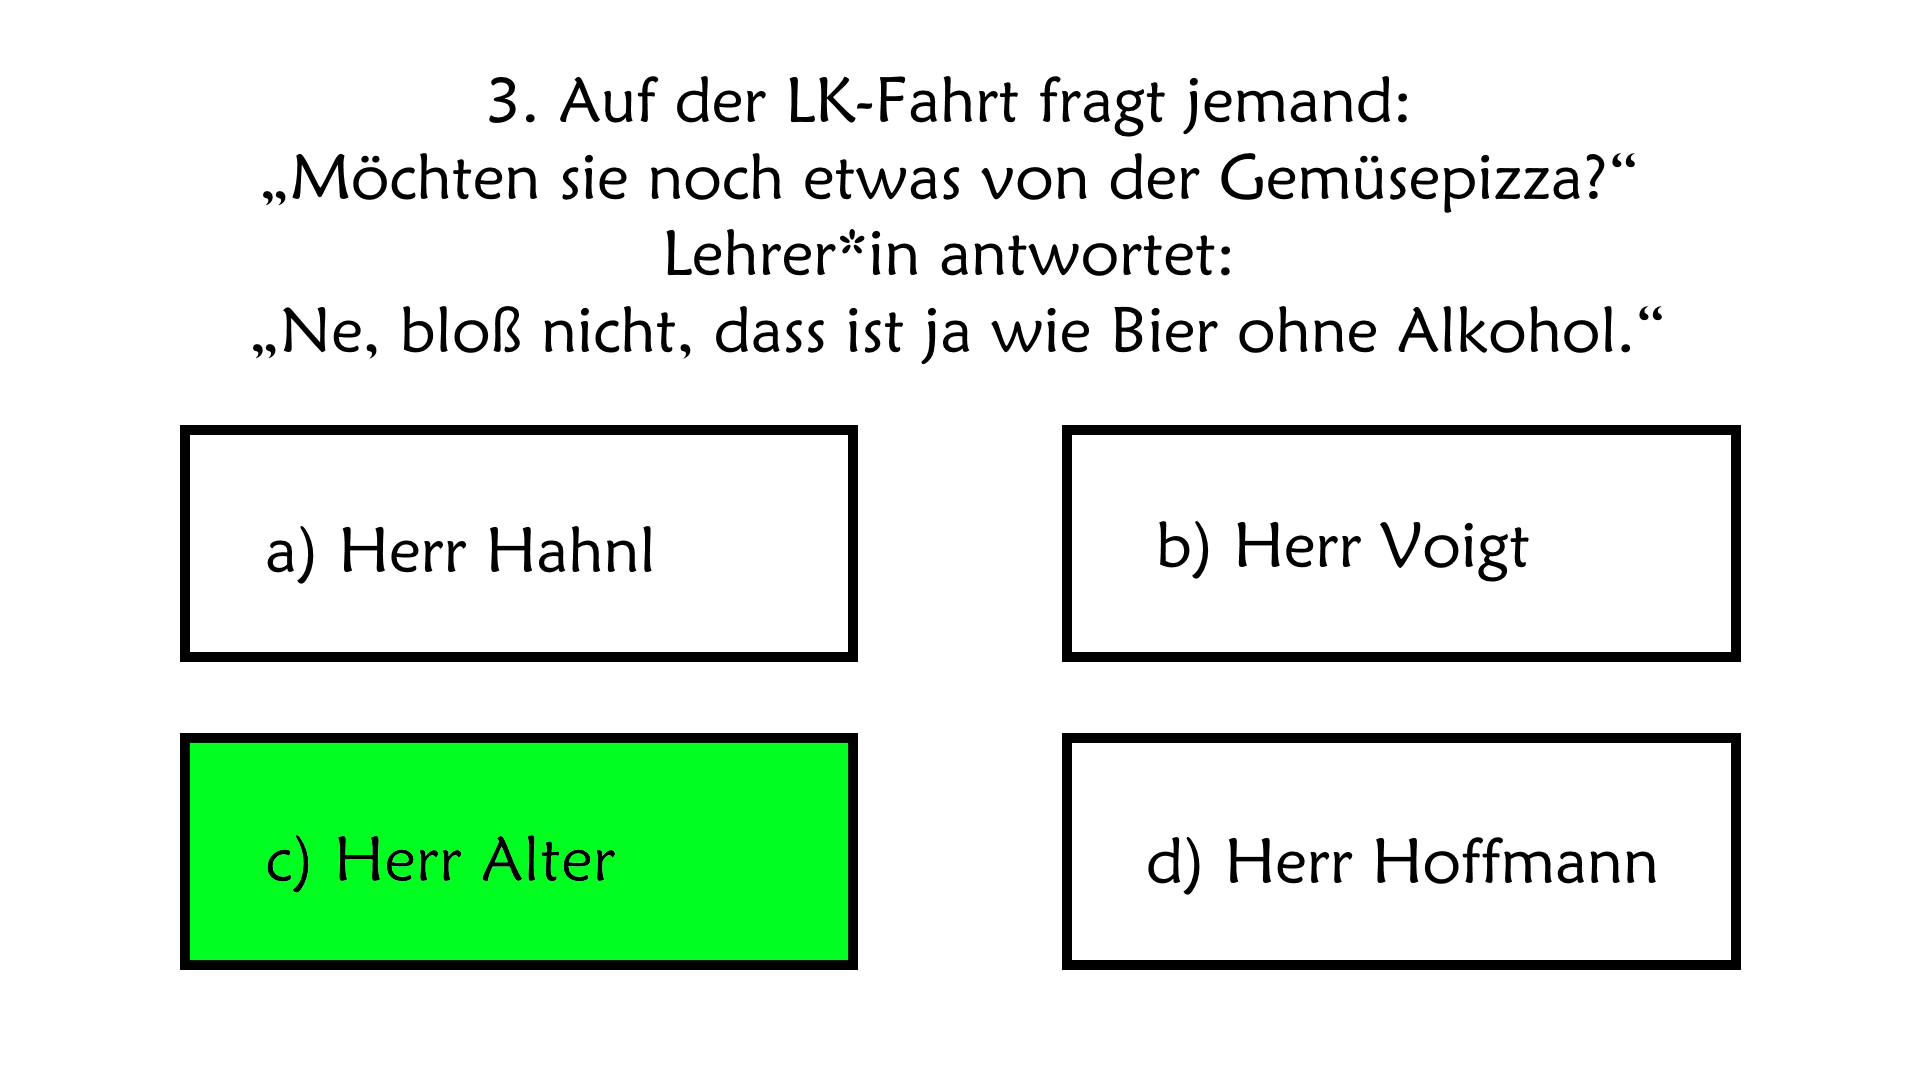 3. Auf der LK-Fahrt fragt jemand:
„Möchten sie noch etwas von der Gemüsepizza?“
Lehrer*in antwortet:
„Ne, bloß nicht, dass ist ja wie Bier ohne Alkohol.“
a) Herr Hahnl
b) Herr Voigt
c) Herr Alter
d) Herr Hoffmann